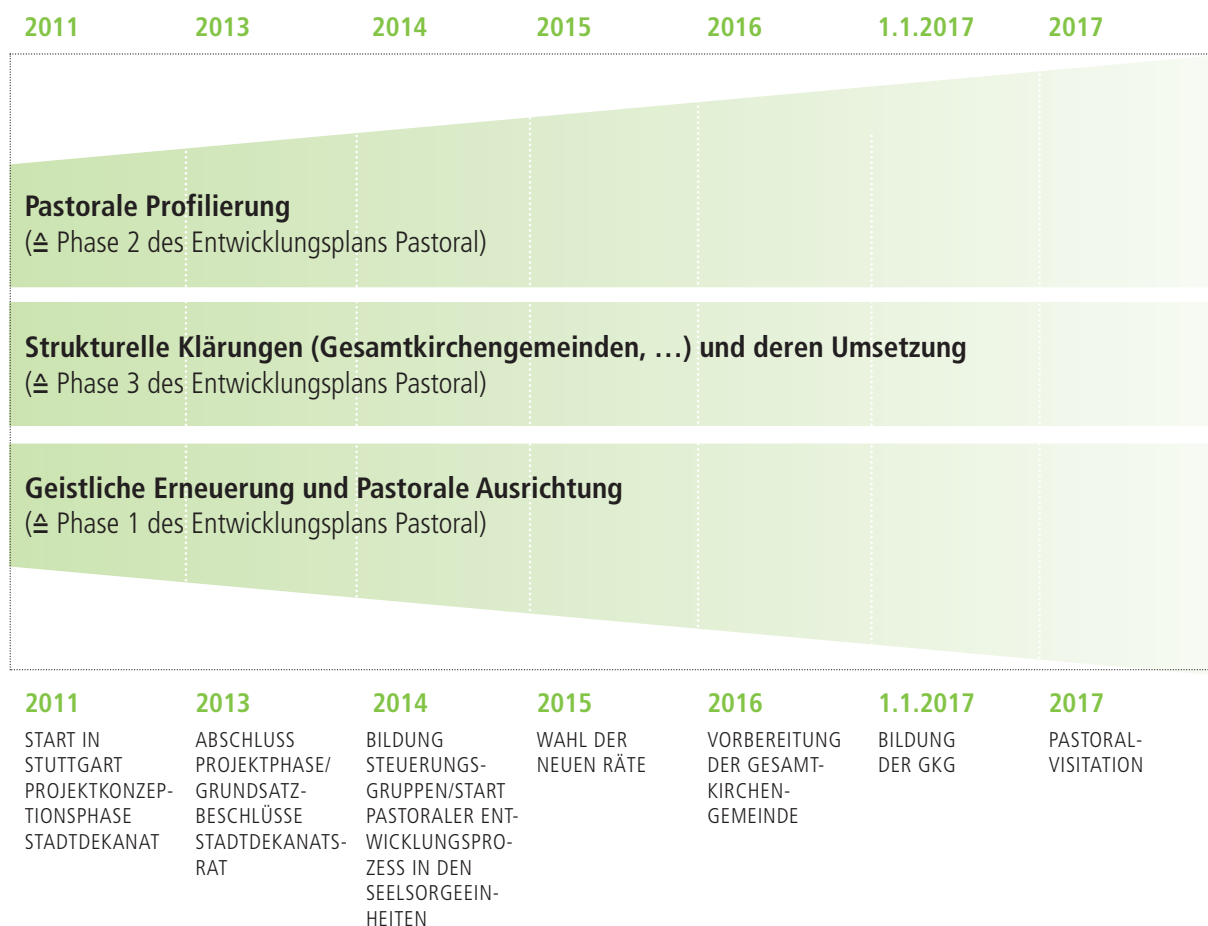 2011 2013 2014 2015 2016 1.1.2017 2017
Pastorale Profilierung
(≙ Phase 2 des Entwicklungsplans Pastoral)
Strukturelle Klärungen (Gesamtkirchengemeinden, …) und deren Umsetzung
(≙ Phase 3 des Entwicklungsplans Pastoral)
Geistliche Erneuerung und Pastorale Ausrichtung
(≙ Phase 1 des Entwicklungsplans Pastoral)
2011
START IN
STUTTGART
PROJEKTKONZEP-
TIONSPHASE
STADTDEKANAT
2013
ABSCHLUSS
PROJEKTPHASE/
GRUNDSATZ-
BESCHLÜSSE
STADTDEKANATS-
RAT
2014
BILDUNG
STEUERUNGS-
GRUPPEN/START
PASTORALER ENT-
WICKLUNGSPRO-
ZESS IN DEN
SEELSORGEEIN-
HEITEN
2015
WAHL DER
NEUEN RÄTE
2016
VORBEREITUNG
DER GESAMT-
KIRCHEN-
GEMEINDE
1.1.2017
BILDUNG
DER GKG
2017
PASTORAL-
VISITATION